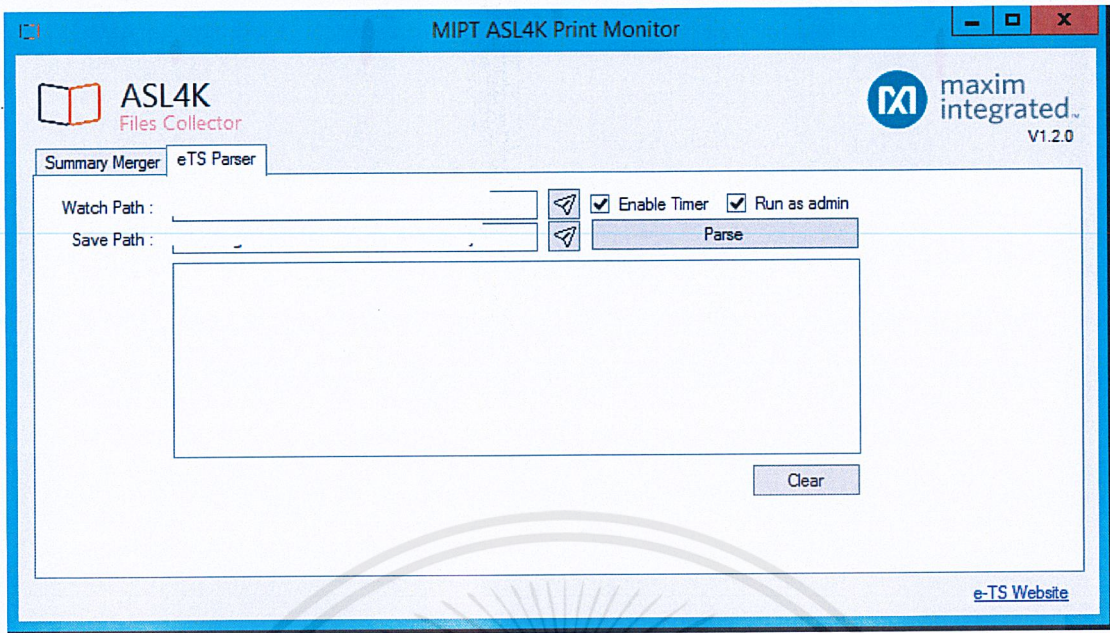 MIPT ASL4K Print Monitor
ASL4K
Files Collector
maxim
integrated™
V1.2.0
Summary Merger eTS Parser
Watch Path : Enable Timer Run as admin
Save Path : Parse
Clear
e-TS Website